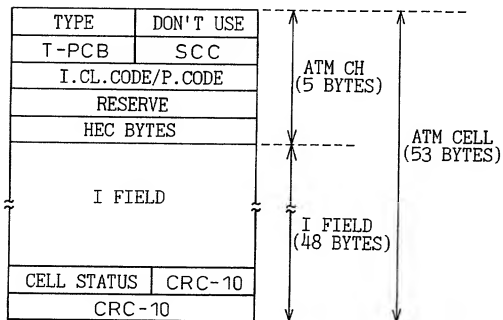 TYPE DON'T USE
T-PCB SCC
I.CL.CODE/P.CODE
RESERVE
HEC BYTES
I FIELD
CELL STATUS CRC-10
CRC-10
ATM CH
(5 BYTES)
I FIELD
(48 BYTES)
ATM CELL
(53 BYTES)